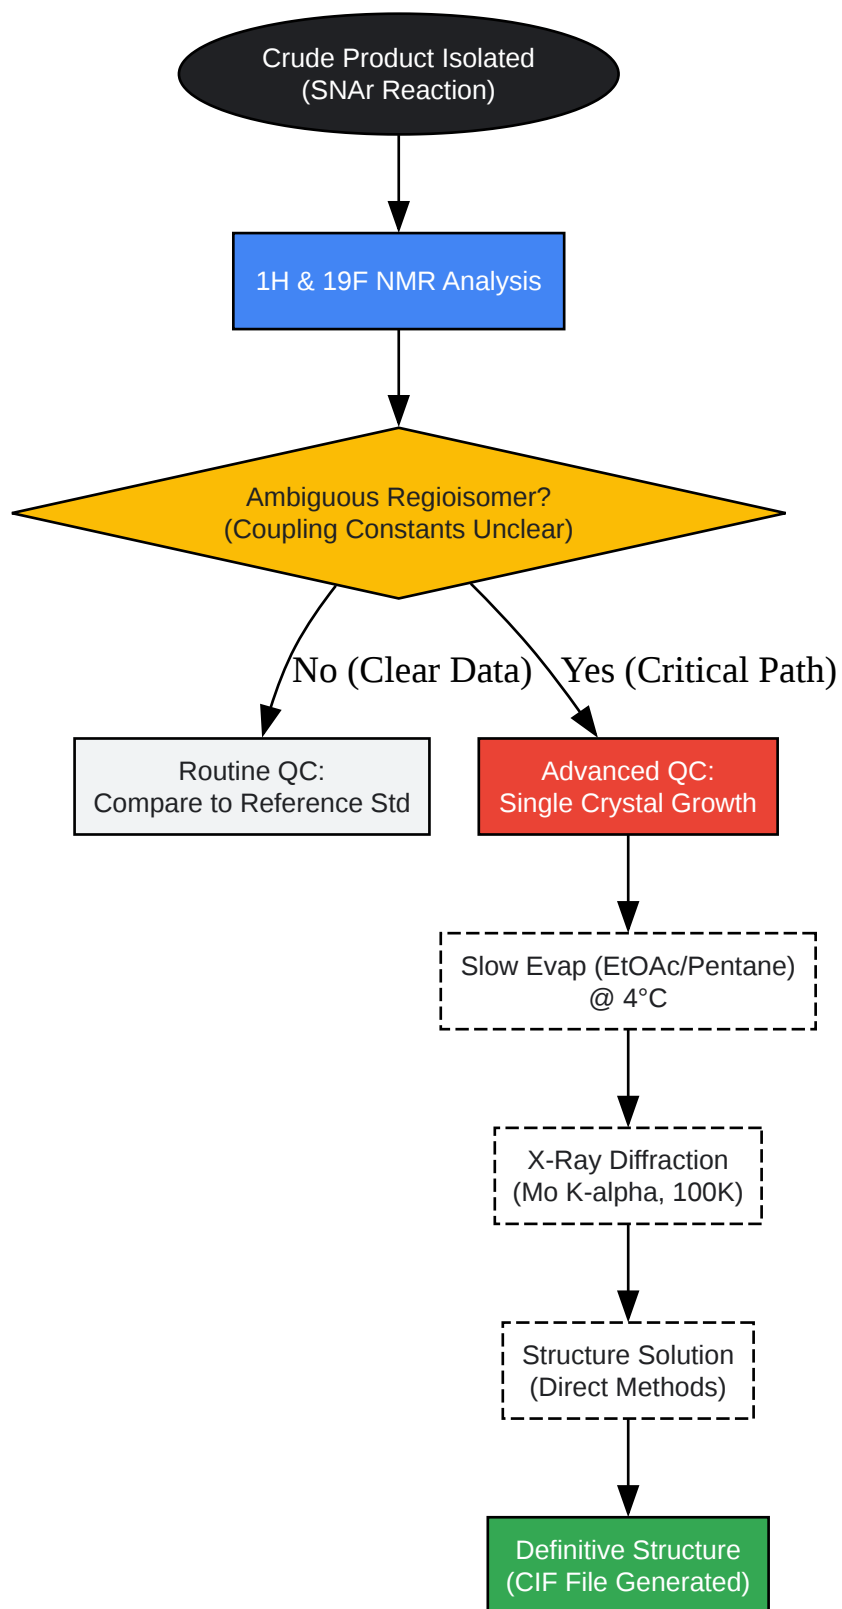 Crude Product Isolated
(SNAr Reaction)
1H & 19F NMR Analysis
Ambiguous Regioisomer?
(Coupling Constants Unclear)
No (Clear Data)
Yes (Critical Path)
Routine QC:
Compare to Reference Std
Advanced QC:
Single Crystal Growth
Slow Evap (EtOAc/Pentane)
@ 4°C
X-Ray Diffraction
(Mo K-alpha, 100K)
Structure Solution
(Direct Methods)
Definitive Structure
(CIF File Generated)